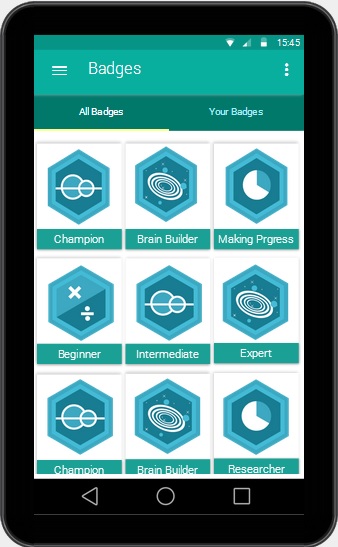 15:45
Badges
All Badges Your Badges
Champion Brain Builder Making Prgress
Beginner Intermediate Expert
Champion Brain Builder Researcher